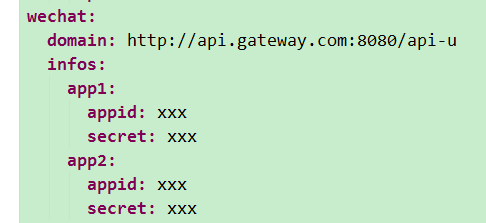 wechat:
  domain: http://api.gateway.com:8080/api-u
  infos:
    app1:
      appid: xxx
      secret: xxx
    app2:
      appid: xxx
      secret: xxx